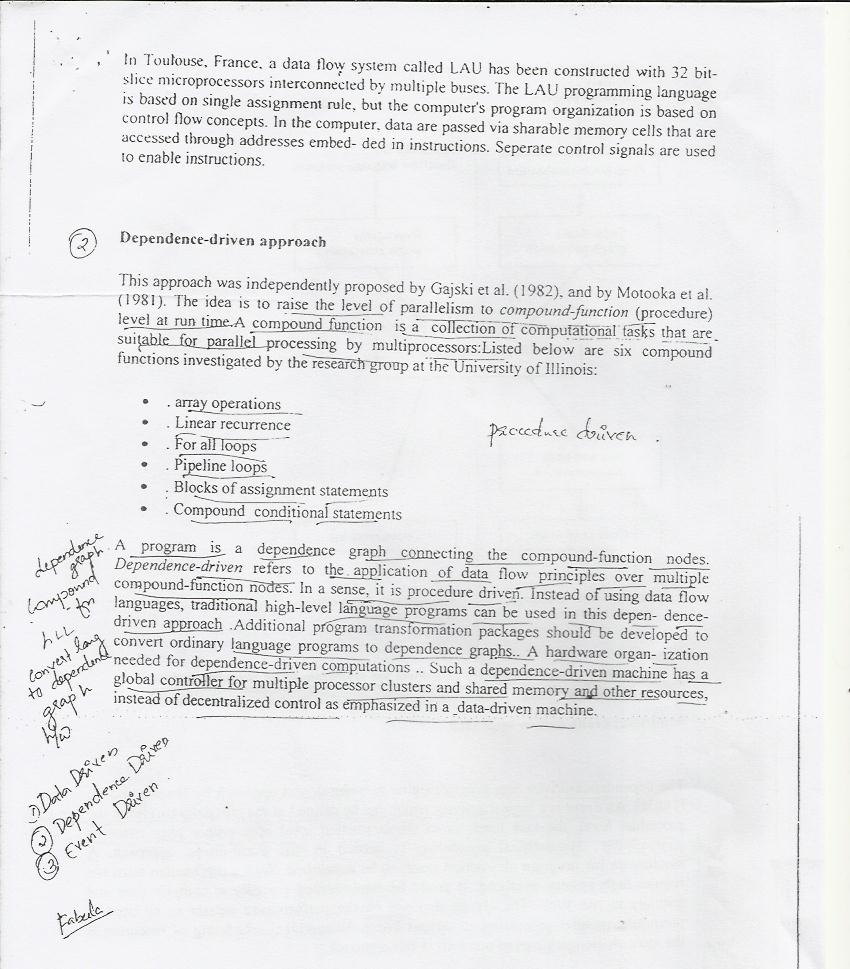 In Toulouse, France, a data flow system called LAU has been constructed with 32 bit-
slice microprocessors interconnected by multiple buses. The LAU programming language
is based on single assignment rule, but the computer's program organization is based on
control flow concepts. In the computer, data are passed via sharable memory cells that are
accessed through addresses embed- ded in instructions. Seperate control signals are used
to enable instructions.
2 Dependence-driven approach
This approach was independently proposed by Gajski et al. (1982), and by Motooka et al.
(1981). The idea is to raise the level of parallelism to compound-function (procedure)
level at run time.A compound function is a collection of computational tasks that are
suitable for parallel processing by multiprocessors:Listed below are six compound
functions investigated by the research group at the University of Illinois:
• . array operations
• . Linear recurrence
• . For all loops
• . Pipeline loops
• . Blocks of assignment statements
• . Compound conditional statements
procedure driven .
A program is a dependence graph connecting the compound-function nodes.
Dependence-driven refers to the application of data flow principles over multiple
compound-function nodes. In a sense, it is procedure driven. Instead of using data flow
languages, traditional high-level language programs can be used in this depen- dence-
driven approach .Additional program transformation packages should be developed to
convert ordinary language programs to dependence graphs.. A hardware organ- ization
needed for dependence-driven computations .. Such a dependence-driven machine has a
global controller for multiple processor clusters and shared memory and other resources,
instead of decentralized control as emphasized in a data-driven machine.
dependence
graph
compound
- fn
HLL
convert lang
to dependence
graph
h/w
1) Data Driven
2 Dependence Driven
3 Event Driven